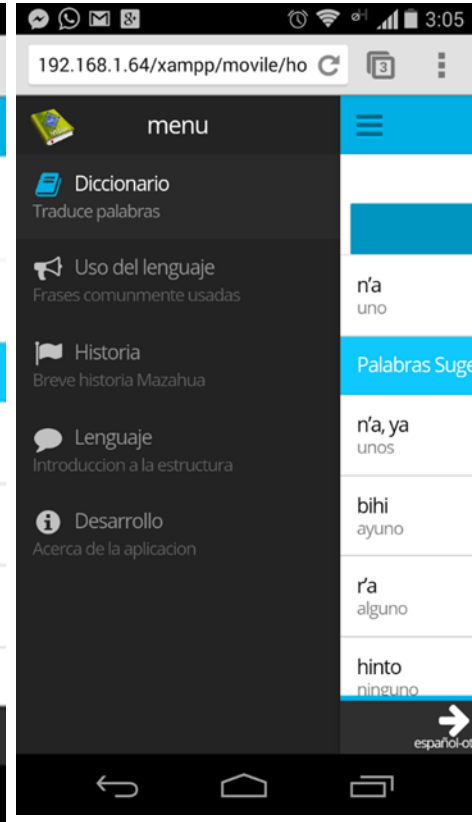 3:05
192.168.1.64/xampp/movile/ho
3
menu
Diccionario
Traduce palabras
Uso del lenguaje
Frases comunmente usadas
Historia
Breve historia Mazahua
Lenguaje
Introduccion a la estructura
Desarrollo
Acerca de la aplicacion
n'a
uno
Palabras Suge
n'a, ya
unos
bihi
ayuno
r'a
alguno
hinto
ninguno
español-ot